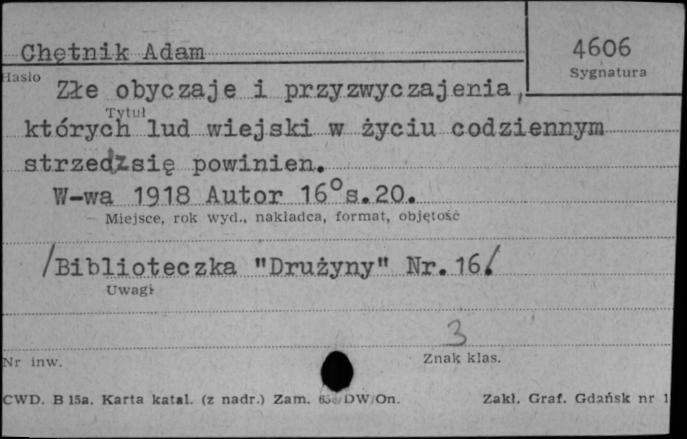 Chętnik Adam
4606
Hasło
Sygnatura
Złe obyczaje i przyzwyczajenia,
Tytuł
których lud wiejski w życiu codziennym
strzedz się powinien.
W-wa 1918 Autor 16°s.20.
Miejsce, rok wyd., nakładca, format, objętość
/Biblioteczka "Drużyny" Nr.16/
Uwagi
3
Nr inw.
Znak klas.
CWD. B 15a. Karta katal. (z nadr.) Zam. DW/On.
Zakł. Graf. Gdańsk nr 1